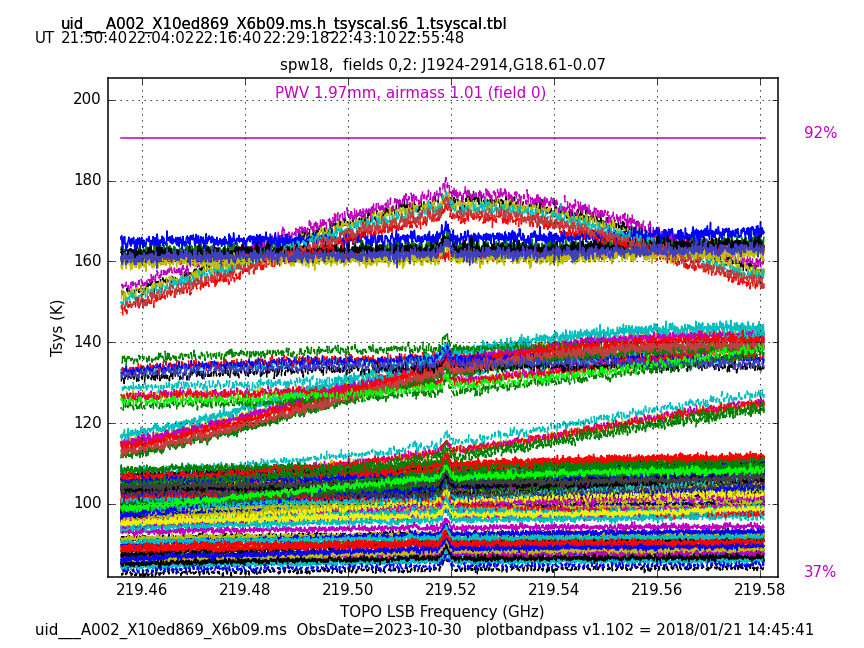 uid___A002_X10ed869_X6b09.ms.h_tsyscal.s6_1.tsyscal.tbl
UT 21:50:40 22:04:02 22:16:40 22:29:18 22:43:10 22:55:48
spw18, fields 0,2: J1924-2914,G18.61-0.07
PWV 1.97mm, airmass 1.01 (field 0)
200
92%
180
160
Tsys (K)
140
120
100
37%
219.46 219.48 219.50 219.52 219.54 219.56 219.58
TOPO LSB Frequency (GHz)
uid___A002_X10ed869_X6b09.ms ObsDate=2023-10-30 plotbandpass v1.102 = 2018/01/21 14:45:41